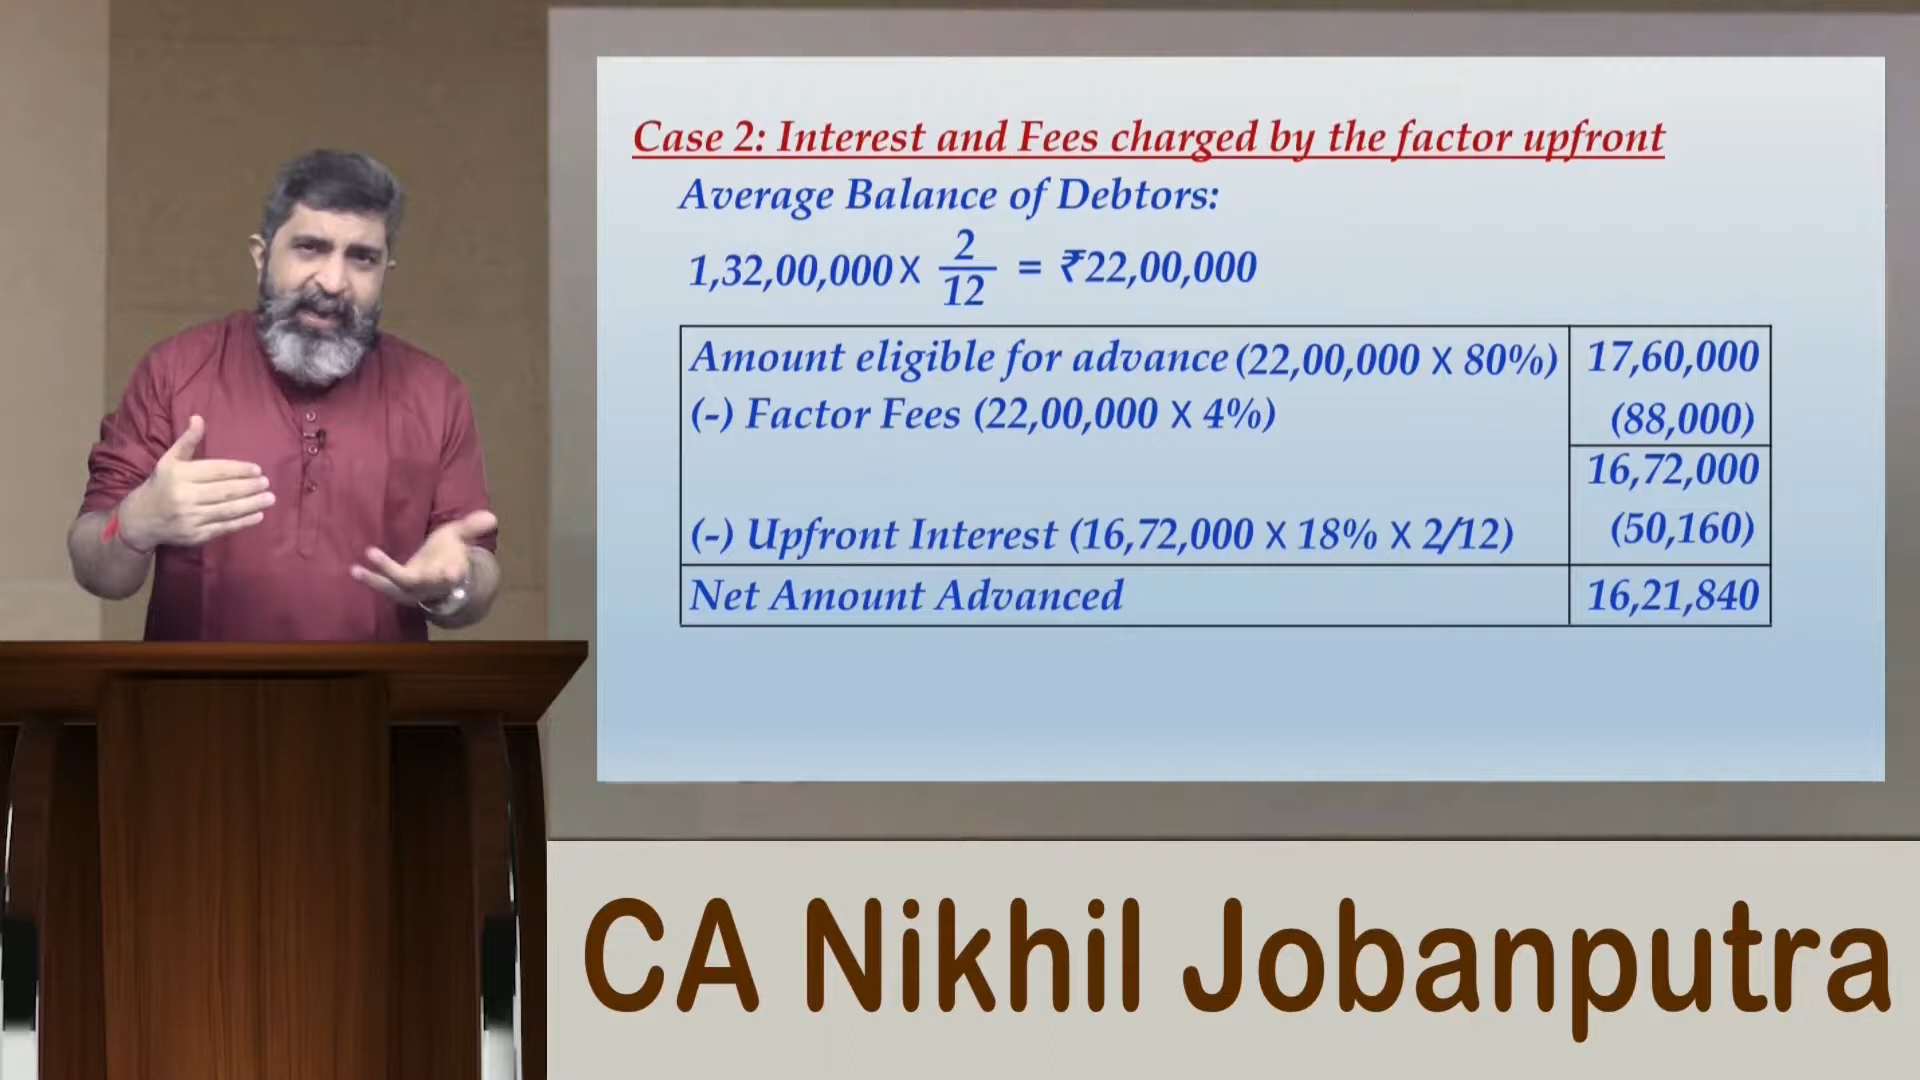 Case 2: Interest and Fees charged by the factor upfront
Average Balance of Debtors:
1,32,00,000 X 2/12 = ₹22,00,000
Amount eligible for advance (22,00,000 X 80%) 17,60,000
(-) Factor Fees (22,00,000 X 4%) (88,000)
16,72,000
(-) Upfront Interest (16,72,000 X 18% X 2/12) (50,160)
Net Amount Advanced 16,21,840
CA Nikhil Jobanputra